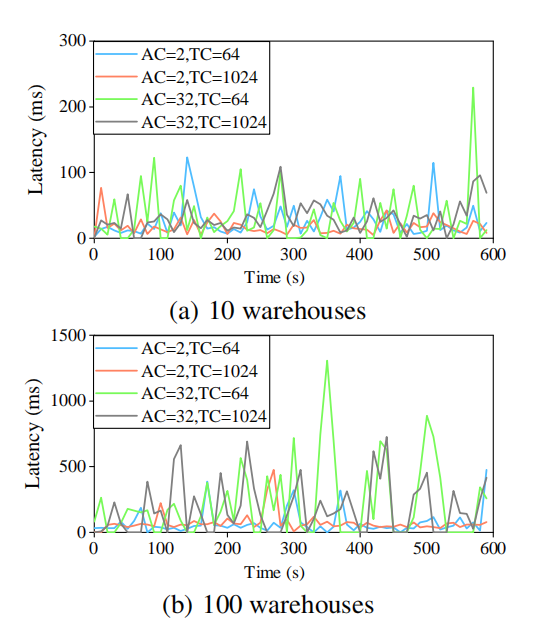 300
200
100
0
Latency (ms)
AC=2,TC=64
AC=2,TC=1024
AC=32,TC=64
AC=32,TC=1024
0 100 200 300 400 500 600
Time (s)
(a) 10 warehouses
1500
1000
500
0
Latency (ms)
AC=2,TC=64
AC=2,TC=1024
AC=32,TC=64
AC=32,TC=1024
0 100 200 300 400 500 600
Time (s)
(b) 100 warehouses